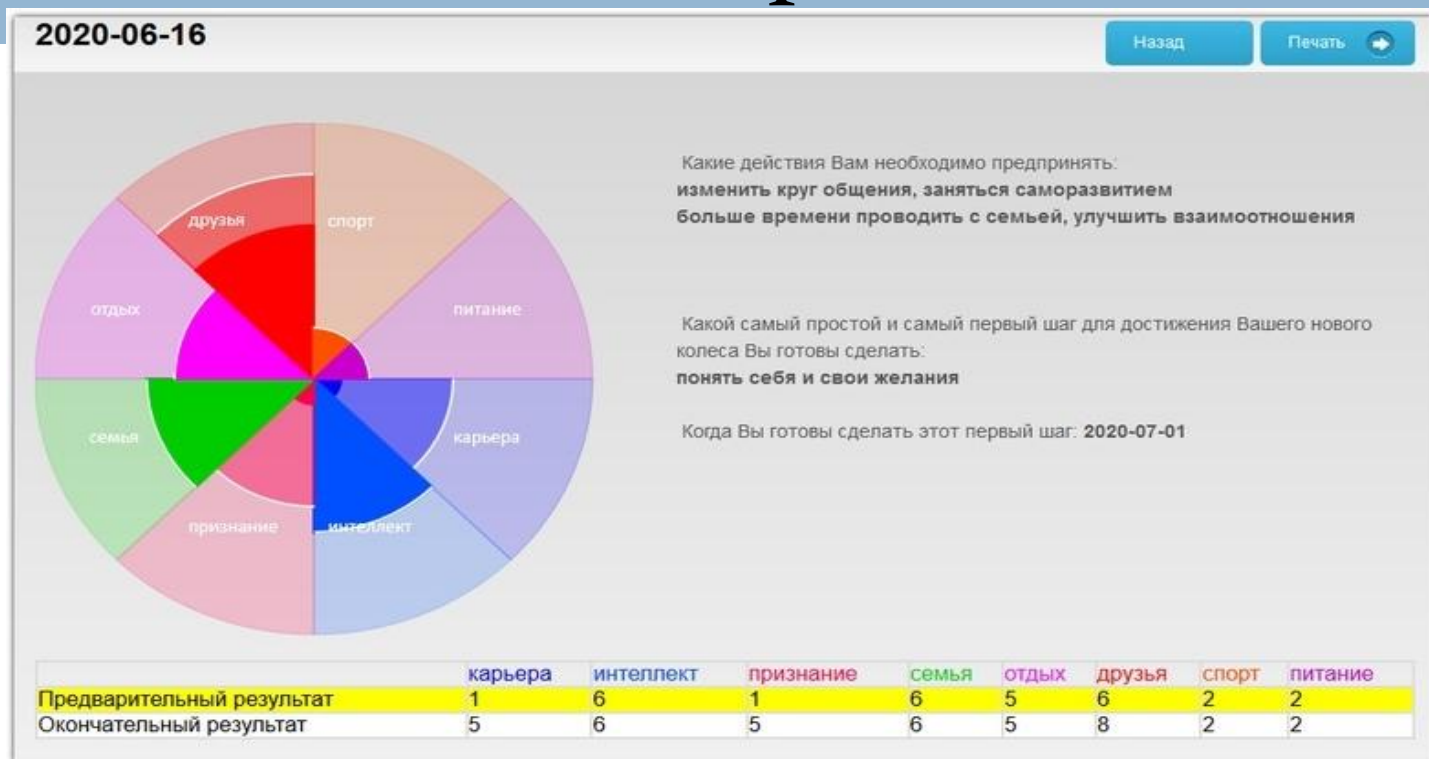 2020-06-16
Назад
Печать
друзья
спорт
отдых
питание
семья
карьера
признание
интеллект
Какие действия Вам необходимо предпринять:
изменить круг общения, заняться саморазвитием
больше времени проводить с семьей, улучшить взаимоотношения
Какой самый простой и самый первый шаг для достижения Вашего нового
колеса Вы готовы сделать:
понять себя и свои желания
Когда Вы готовы сделать этот первый шаг: 2020-07-01
карьера интеллект признание семья отдых друзья спорт питание
Предварительный результат 1 6 1 6 5 6 2 2
Окончательный результат 5 6 5 6 5 8 2 2